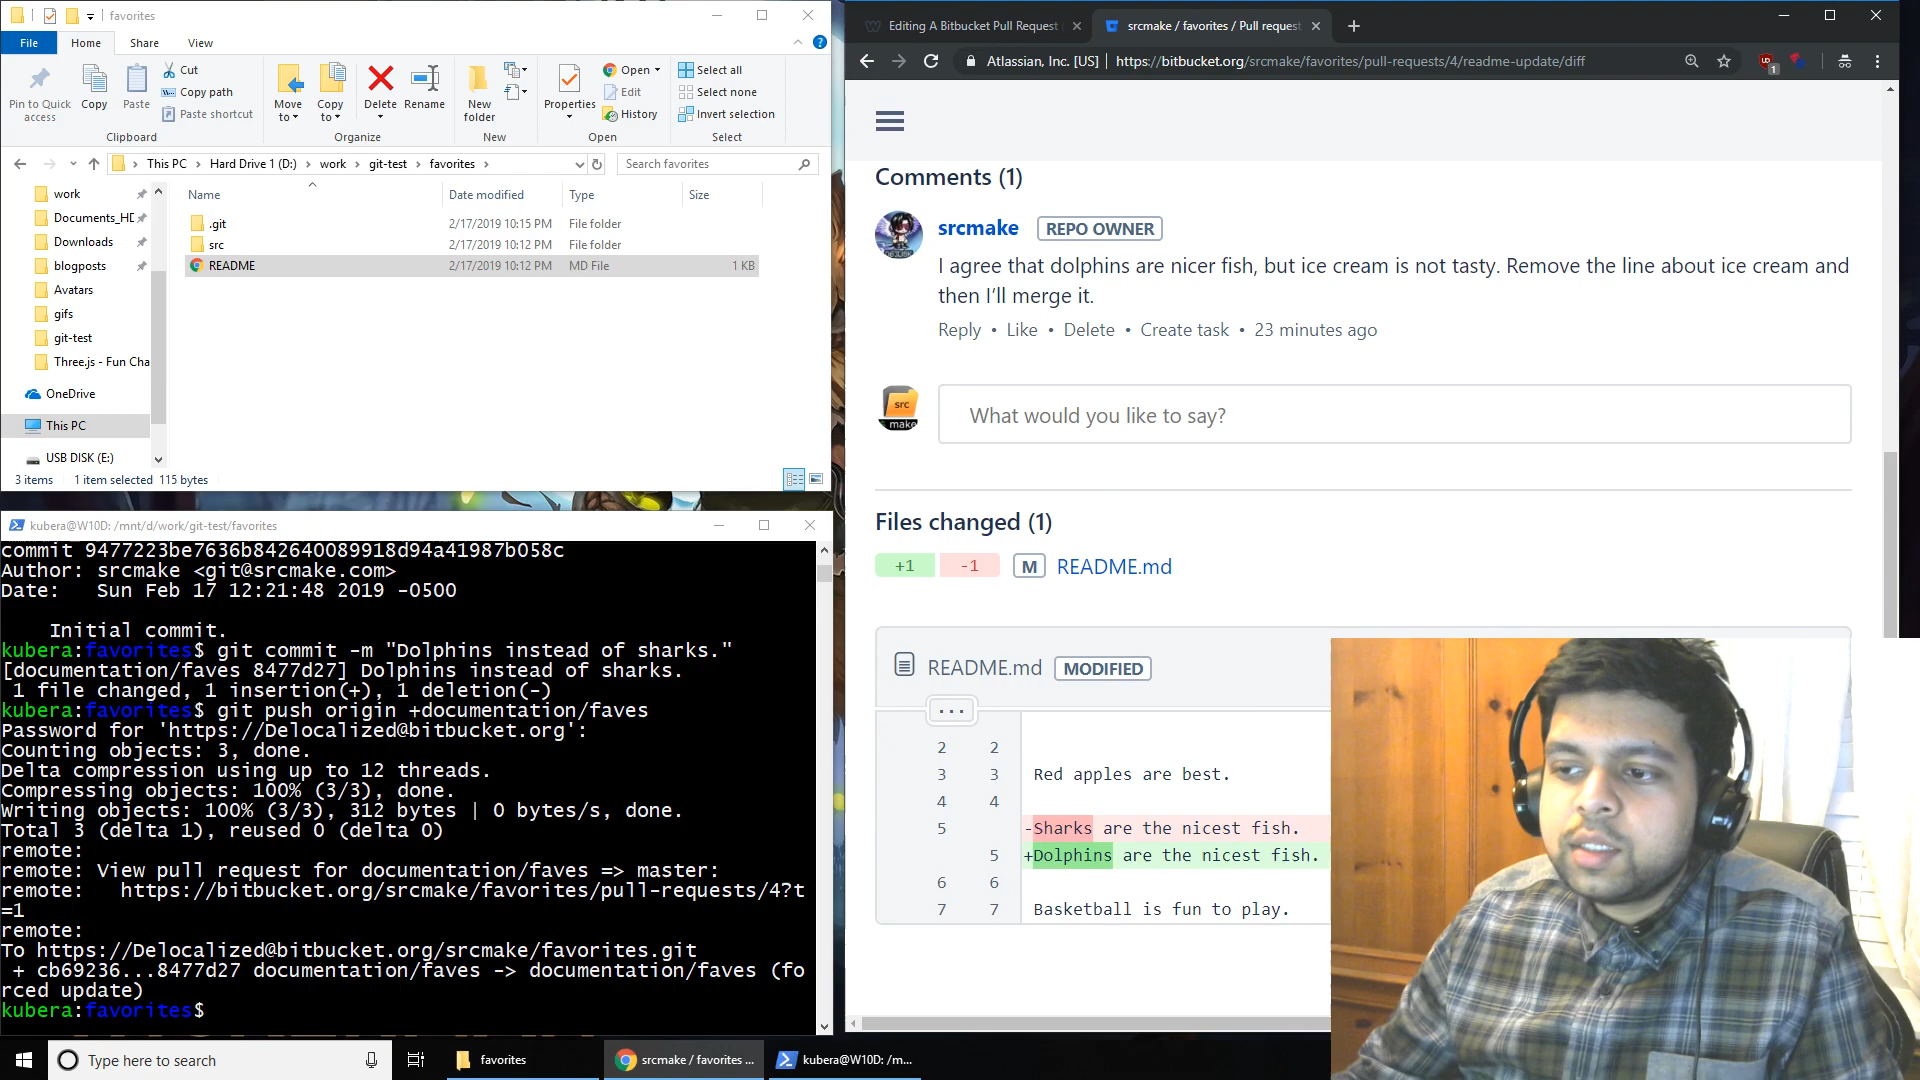 favorites
File
Home
Share
View
Pin to Quick access
Copy
Paste
Cut
Copy path
Paste shortcut
Clipboard
Move to
Copy to
Delete
Rename
Organize
New folder
New
Properties
Open
Edit
History
Open
Select all
Select none
Invert selection
Select
This PC
Hard Drive 1 (D:)
work
git-test
favorites
Search favorites
work
Documents_HD
Downloads
blogposts
Avatars
gifs
git-test
Three.js - Fun Cha
OneDrive
This PC
USB DISK (E:)
Name Date modified Type Size
.git 2/17/2019 10:15 PM File folder
src 2/17/2019 10:12 PM File folder
README 2/17/2019 10:12 PM MD File 1 KB
3 items 1 item selected 115 bytes
kubera@W10D: /mnt/d/work/git-test/favorites
commit 9477223be7636b842640089918d94a41987b058c
Author: srcmake <git@srcmake.com>
Date:   Sun Feb 17 12:21:48 2019 -0500
Initial commit.
kubera:favorites$ git commit -m "Dolphins instead of sharks."
[documentation/faves 8477d27] Dolphins instead of sharks.
1 file changed, 1 insertion(+), 1 deletion(-)
kubera:favorites$ git push origin +documentation/faves
Password for 'https://Delocalized@bitbucket.org':
Counting objects: 3, done.
Delta compression using up to 12 threads.
Compressing objects: 100% (3/3), done.
Writing objects: 100% (3/3), 312 bytes | 0 bytes/s, done.
Total 3 (delta 1), reused 0 (delta 0)
remote:
remote: View pull request for documentation/faves => master:
remote:   https://bitbucket.org/srcmake/favorites/pull-requests/4?t
=1
remote:
To https://Delocalized@bitbucket.org/srcmake/favorites.git
+ cb69236...8477d27 documentation/faves -> documentation/faves (fo
rced update)
kubera:favorites$
Editing A Bitbucket Pull Request
srcmake / favorites / Pull request
Atlassian, Inc. [US] | https://bitbucket.org/srcmake/favorites/pull-requests/4/readme-update/diff
1
Comments (1)
srcmake REPO OWNER
I agree that dolphins are nicer fish, but ice cream is not tasty. Remove the line about ice cream and
then I'll merge it.
Reply • Like • Delete • Create task • 23 minutes ago
src
make
What would you like to say?
Files changed (1)
+1 -1 M README.md
README.md MODIFIED
...
2 2
3 3 Red apples are best.
4 4
5 -Sharks are the nicest fish.
5 +Dolphins are the nicest fish.
6 6
7 7 Basketball is fun to play.
Type here to search
favorites
srcmake / favorites ...
kubera@W10D: /m...